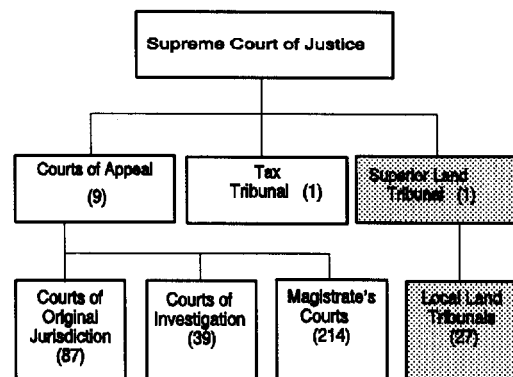 Supreme Court of Justice
Courts of Appeal
(9)
Tax
Tribunal (1)
Superior Land
Tribunal (1)
Courts of
Original
Jurisdiction
(87)
Courts of
Investigation
(39)
Magistrate's
Courts
(214)
Local Land
Tribunals
(27)